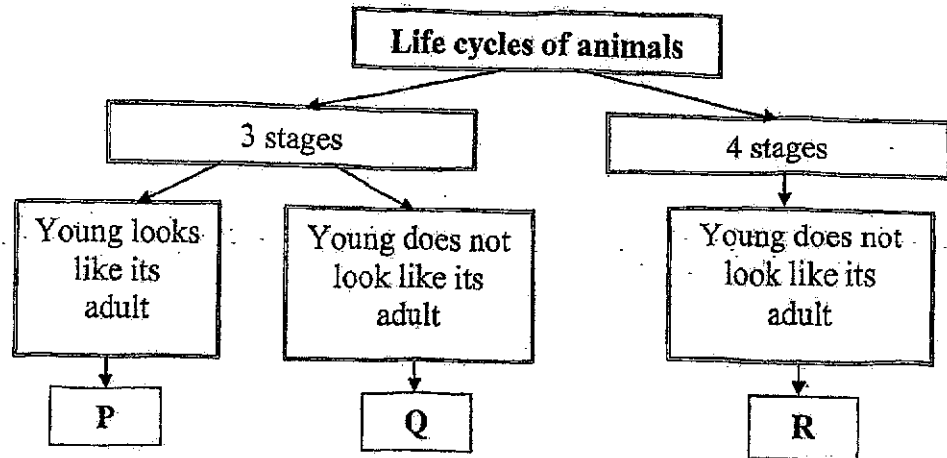 Life cycles of animals
3 stages
4 stages
Young looks
like its
adult
Young does not
look like its
adult
Young does not
look like its
adult
P
Q
R